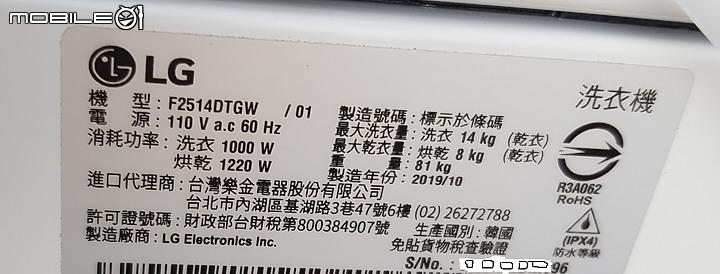 MOBILE01
LG
洗衣機
機 型 : F2514DTGW / 01
電 源 : 110 V a.c 60 Hz
消耗功率 : 洗衣 1000 W
烘乾 1220 W
製造號碼 : 標示於條碼
最大洗衣量 : 洗衣 14 kg (乾衣)
最大乾衣量 : 烘乾 8 kg (乾衣)
重 量 : 81 kg
製造年份 : 2019/10
R3A062
RoHS
進口代理商 : 台灣樂金電器股份有限公司
台北市內湖區基湖路3巷47號6樓 (02) 26272788
許可證號碼 : 財政部台財稅第800384907號
生產國別 : 韓國
製造廠商 : LG Electronics Inc.
免貼貨物稅查驗證
(IPX4)
防水等級
S/No. :
96